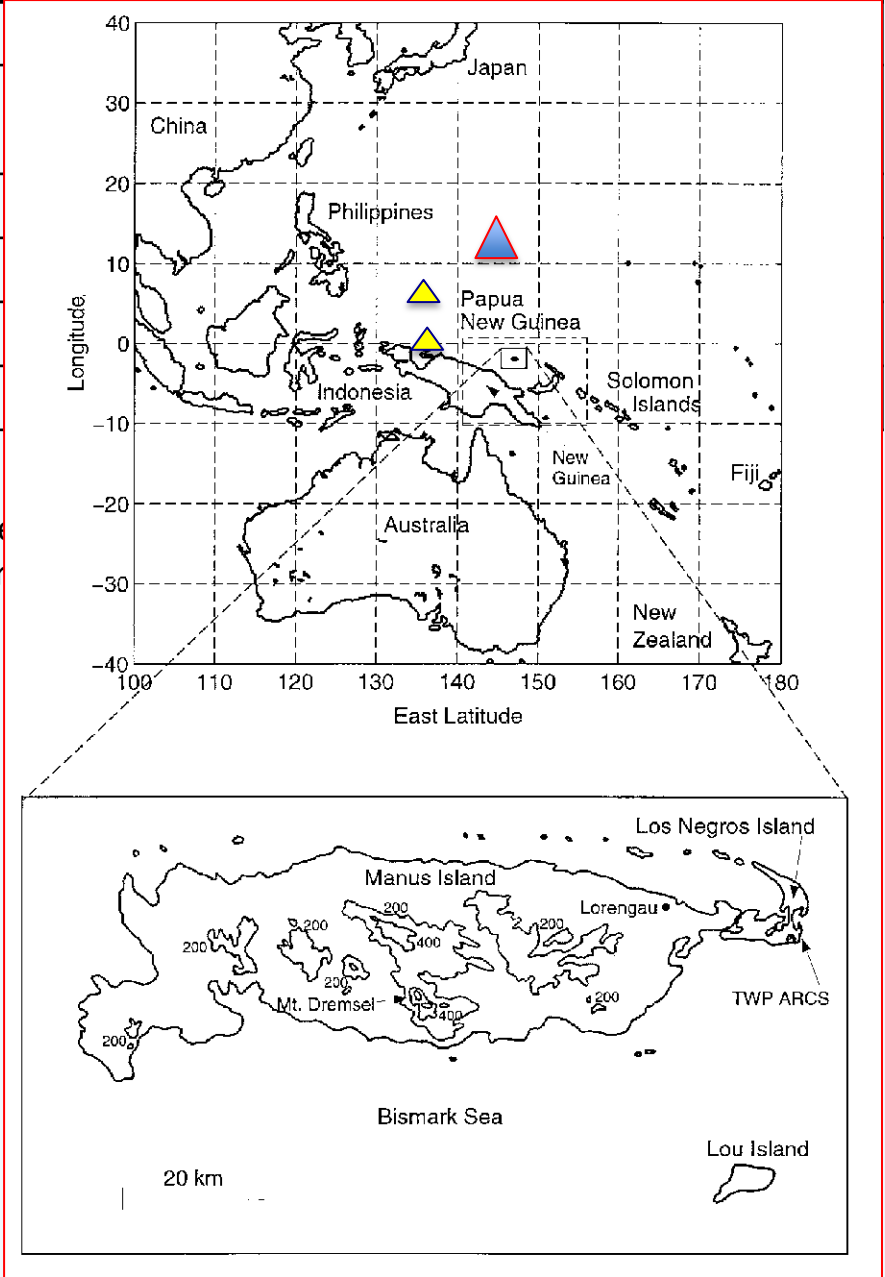 40
Japan
30
China
20
Philippines
10
Papua
New Guinea
0
Longitude
Solomon
Islands
Indonesia
-10
New
Guinea
Fiji
-20
Australia
-30
New
Zealand
-40
100 110 120 130 140 150 160 170 180
East Latitude
Los Negros Island
Manus Island
200
Lorengau
200
200
200
400
200
TWP ARCS
Mt. Dremsel
400
200
200
Bismark Sea
Lou Island
20 km